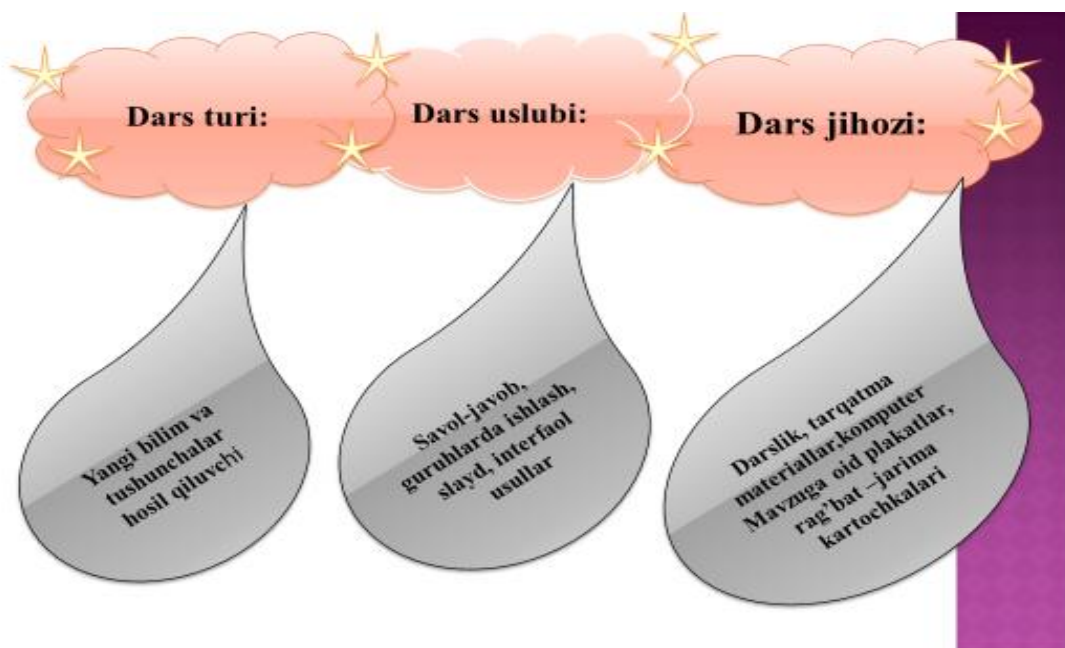 Dars turi:
Dars uslubi:
Dars jihozi:
Yangi bilim va
tushunchalar
hosil qiluvchi
Savol-javob,
guruhlarda ishlash,
slayd, interfaol
usullar
Darslik, tarqatma
materiallar,komputer
Mavzuga oid plakatlar,
rag’bat –jarima
kartochkalari